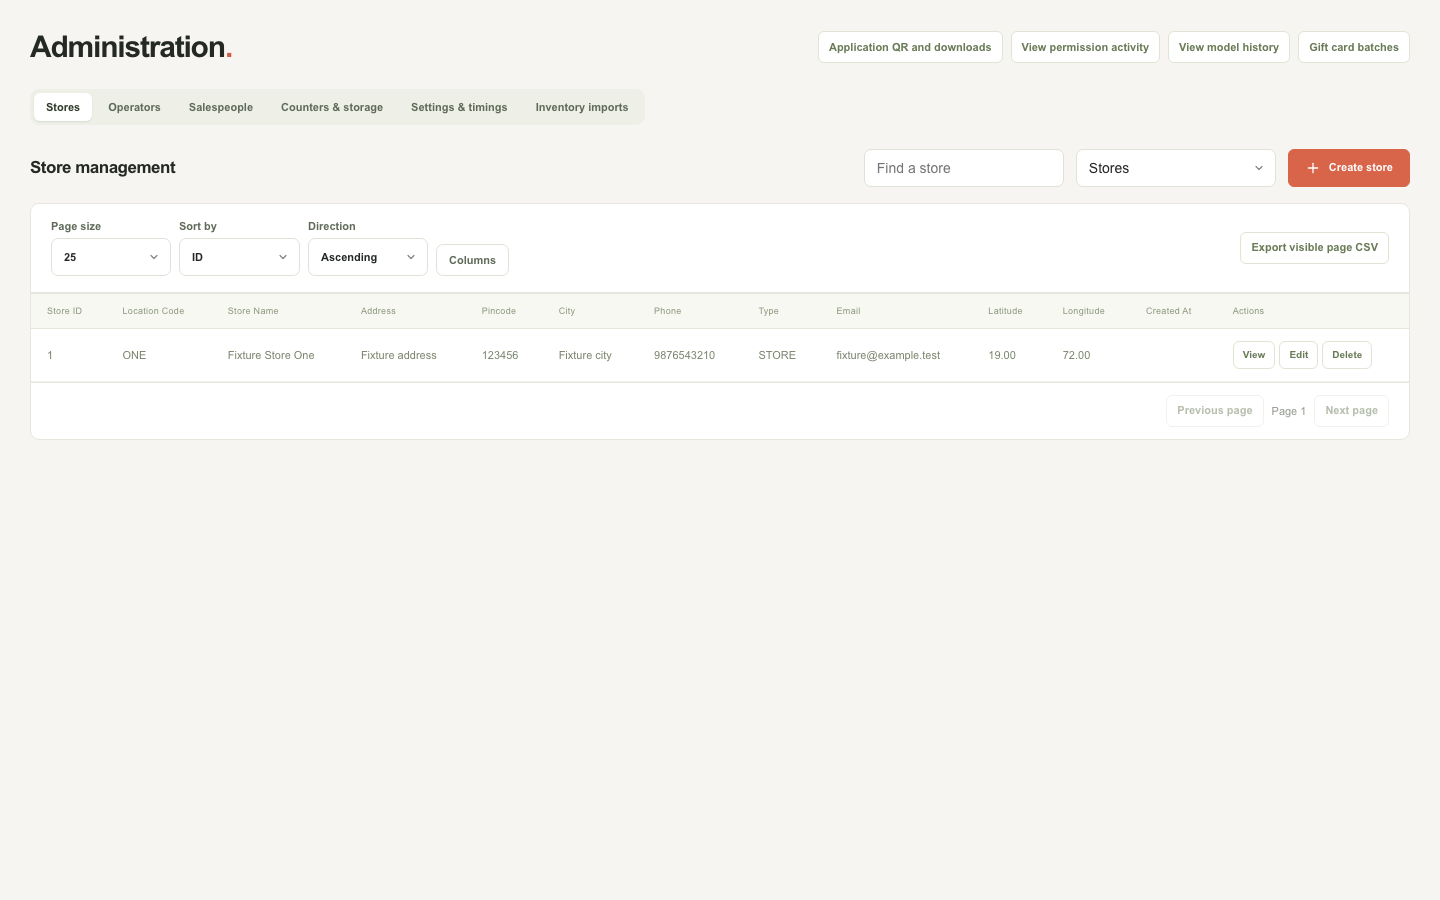 Administration.
Application QR and downloads
View permission activity
View model history
Gift card batches
Stores
Operators
Salespeople
Counters & storage
Settings & timings
Inventory imports
Store management
Find a store
Stores
Create store
Page size
Sort by
Direction
25
ID
Ascending
Columns
Export visible page CSV
Store ID Location Code Store Name Address Pincode City Phone Type Email Latitude Longitude Created At Actions
1 ONE Fixture Store One Fixture address 123456 Fixture city 9876543210 STORE fixture@example.test 19.00 72.00 View Edit Delete
Previous page Page 1 Next page